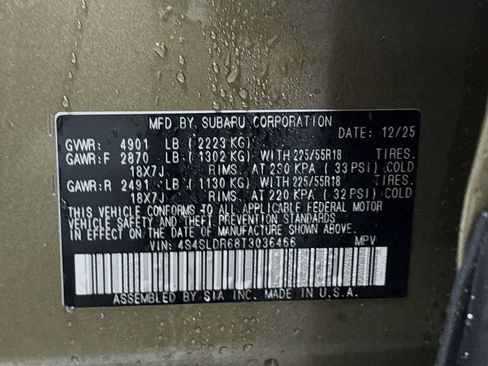 MFD BY SUBARU CORPORATION
DATE: 12/25
GVWR: 4901 LB (2223 KG)
GAWR:F 2870 LB (1302 KG) WITH 225/55R18 TIRES.
18X7J RIMS. AT 230 KPA (33 PSI) COLD
GAWR:R 2491 LB (1130 KG) WITH 225/55R18 TIRES.
18X7J RIMS. AT 220 KPA (32 PSI) COLD
THIS VEHICLE CONFORMS TO ALL APPLICABLE FEDERAL MOTOR
VEHICLE SAFETY, BUMPER, AND THEFT PREVENTION STANDARDS
IN EFFECT ON THE DATE OF MANUFACTURE SHOWN ABOVE.
VIN: 4S4SLDR68T3036466 MPV
ASSEMBLED BY SIA INC. MADE IN U.S.A.